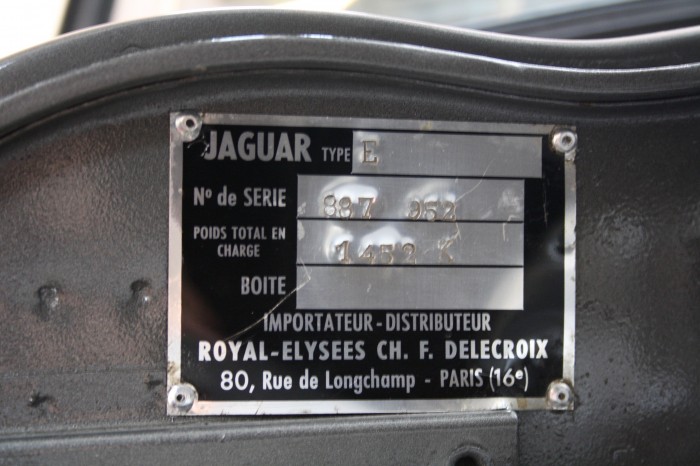 JAGUAR TYPE E
Nº de SERIE 887 952
POIDS TOTAL EN CHARGE 1452 K
BOITE
IMPORTATEUR-DISTRIBUTEUR
ROYAL-ELYSEES CH. F. DELECROIX
80, Rue de Longchamp - PARIS (16e)